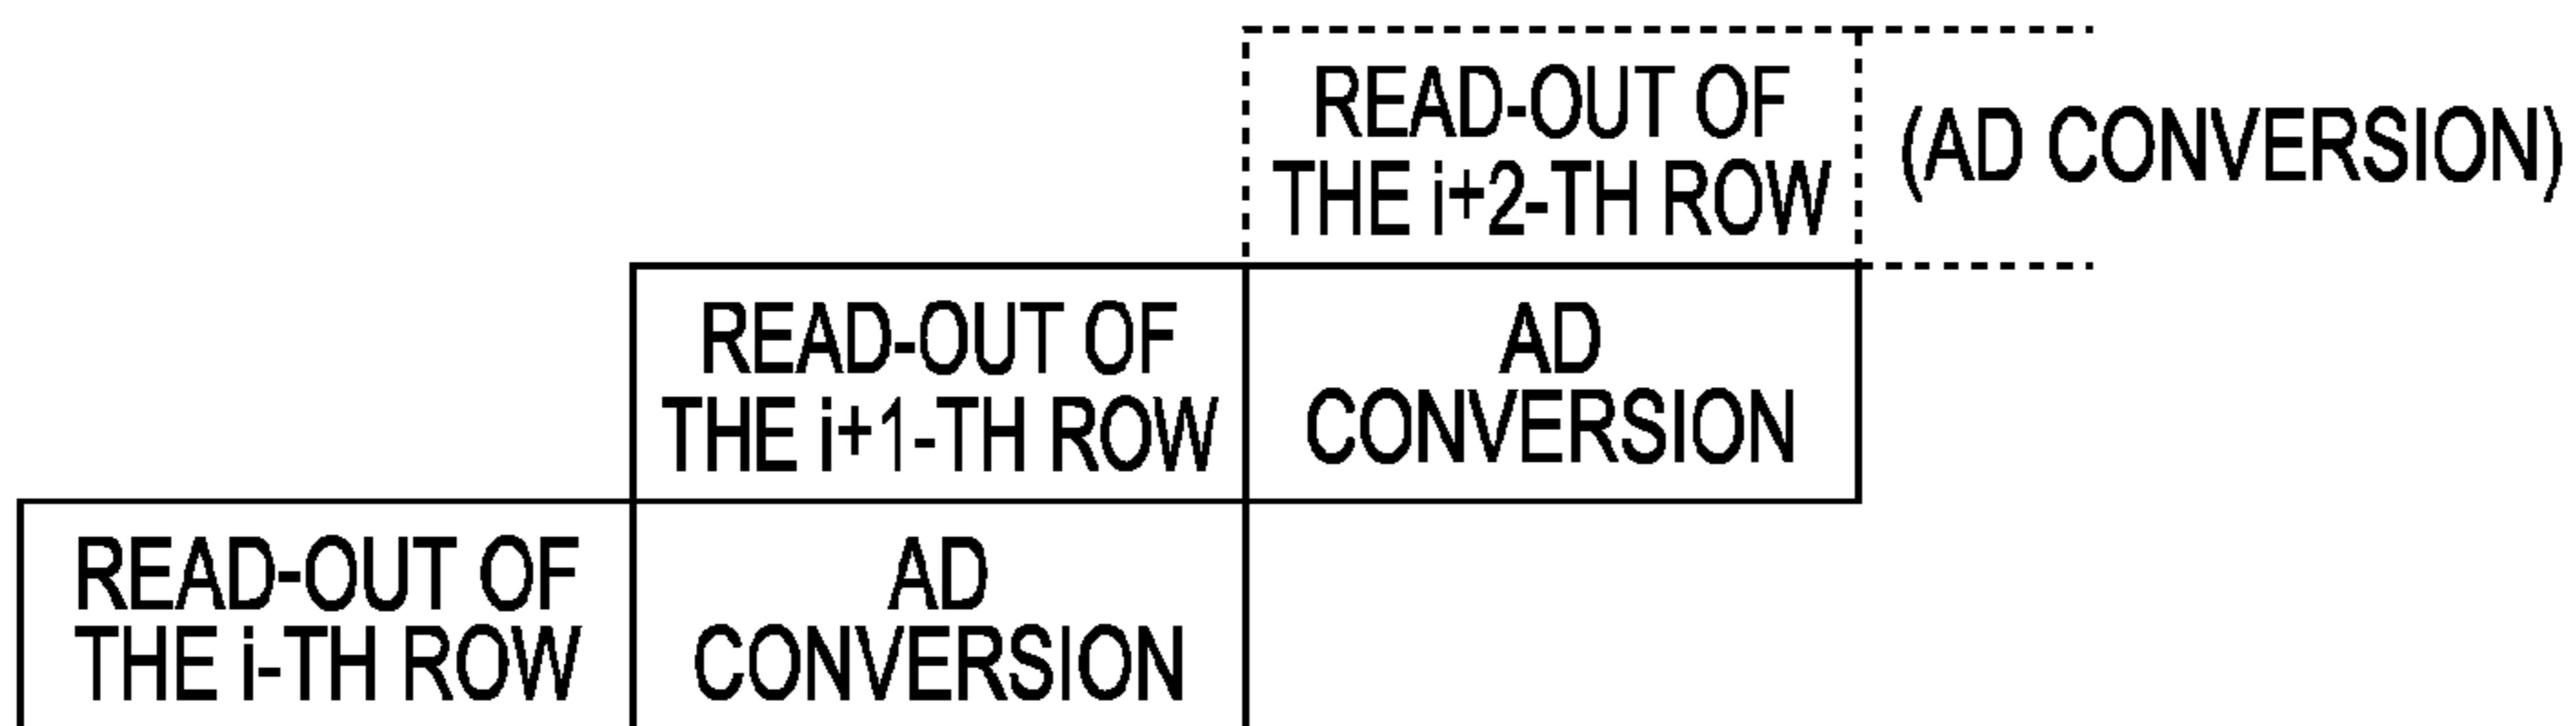 READ-OUT OF
THE i+2-TH ROW
(AD CONVERSION)
READ-OUT OF
THE i+1-TH ROW
AD
CONVERSION
READ-OUT OF
THE i-TH ROW
AD
CONVERSION